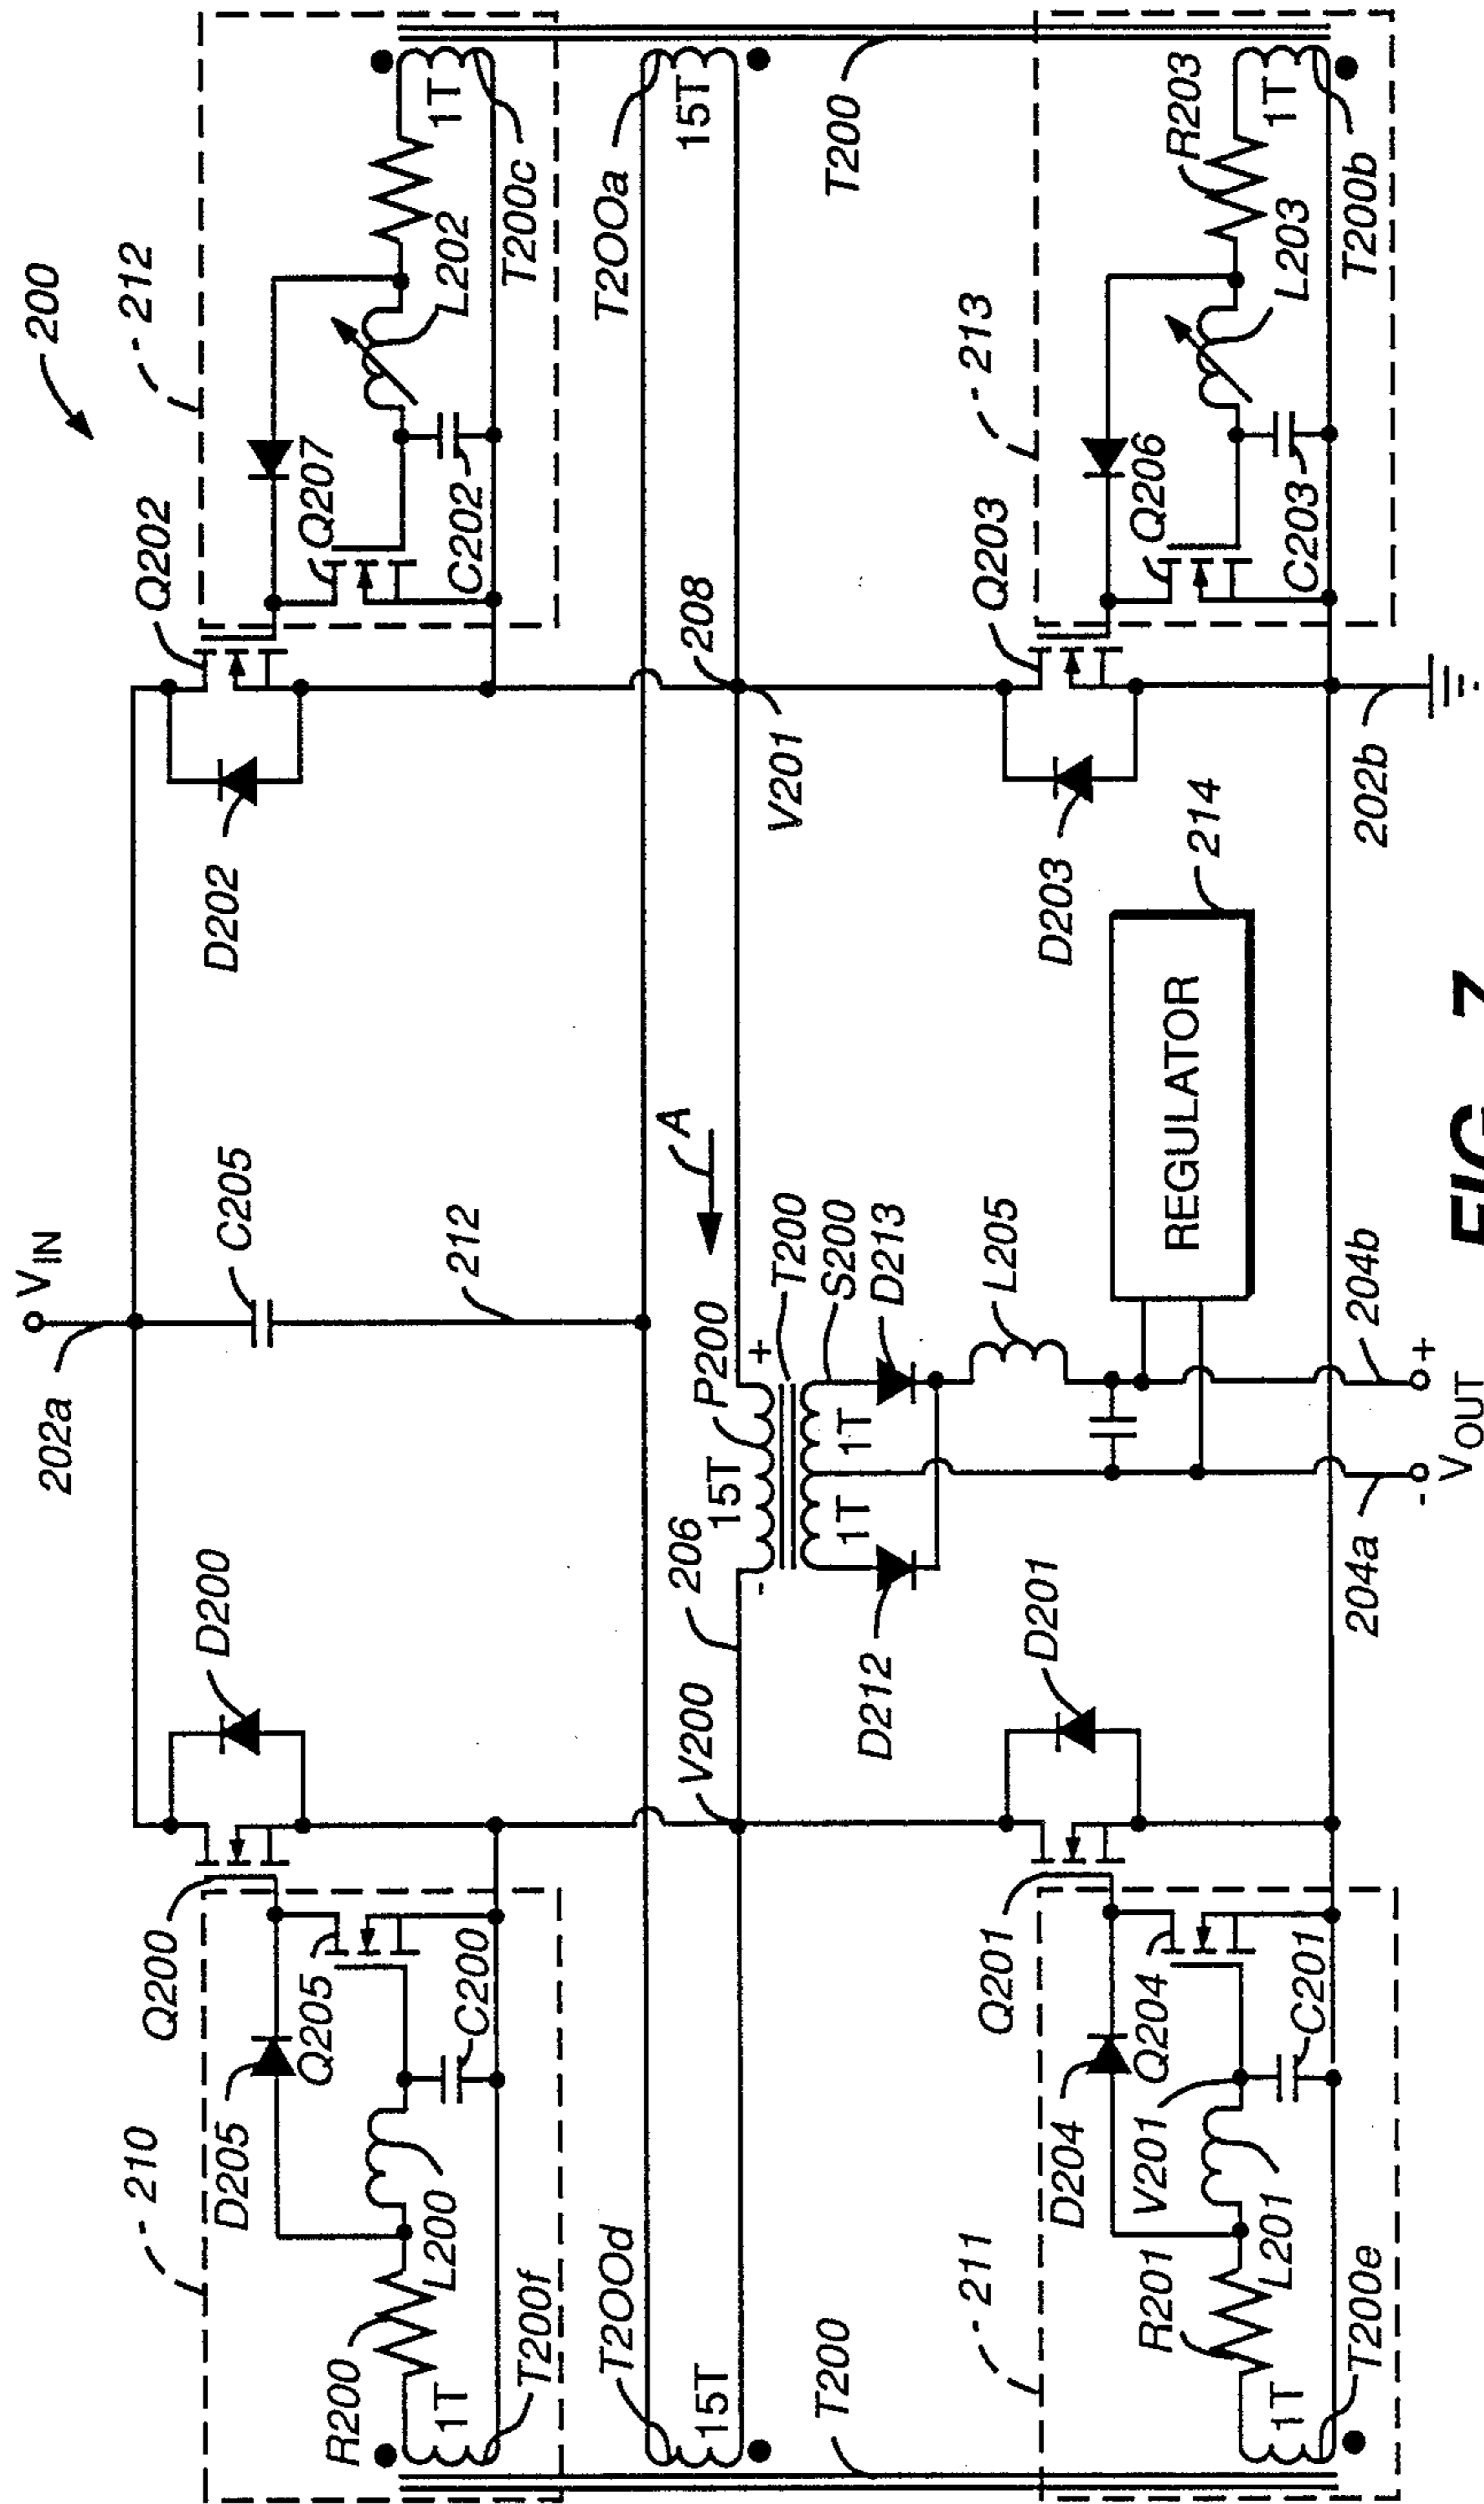 200
202a
V IN
C205
212
D200
D202
Q200
Q202
- 210
- 212
D205
Q205
C200
L200
R200
1T
T200f
Q207
C202
L202
1T
T200c
T200d
15T
T200
V200
206
15T
P200
A
208
V201
T200a
15T
T200
-
+
T200
S200
1T
1T
D212
D213
L205
REGULATOR
214
D201
D203
Q201
Q203
- 211
- 213
D204
Q204
V201
C201
L201
R201
1T
T200e
Q206
C203
L203
R203
1T
T200b
204a
204b
202b
-
+
V OUT
FIG. 7